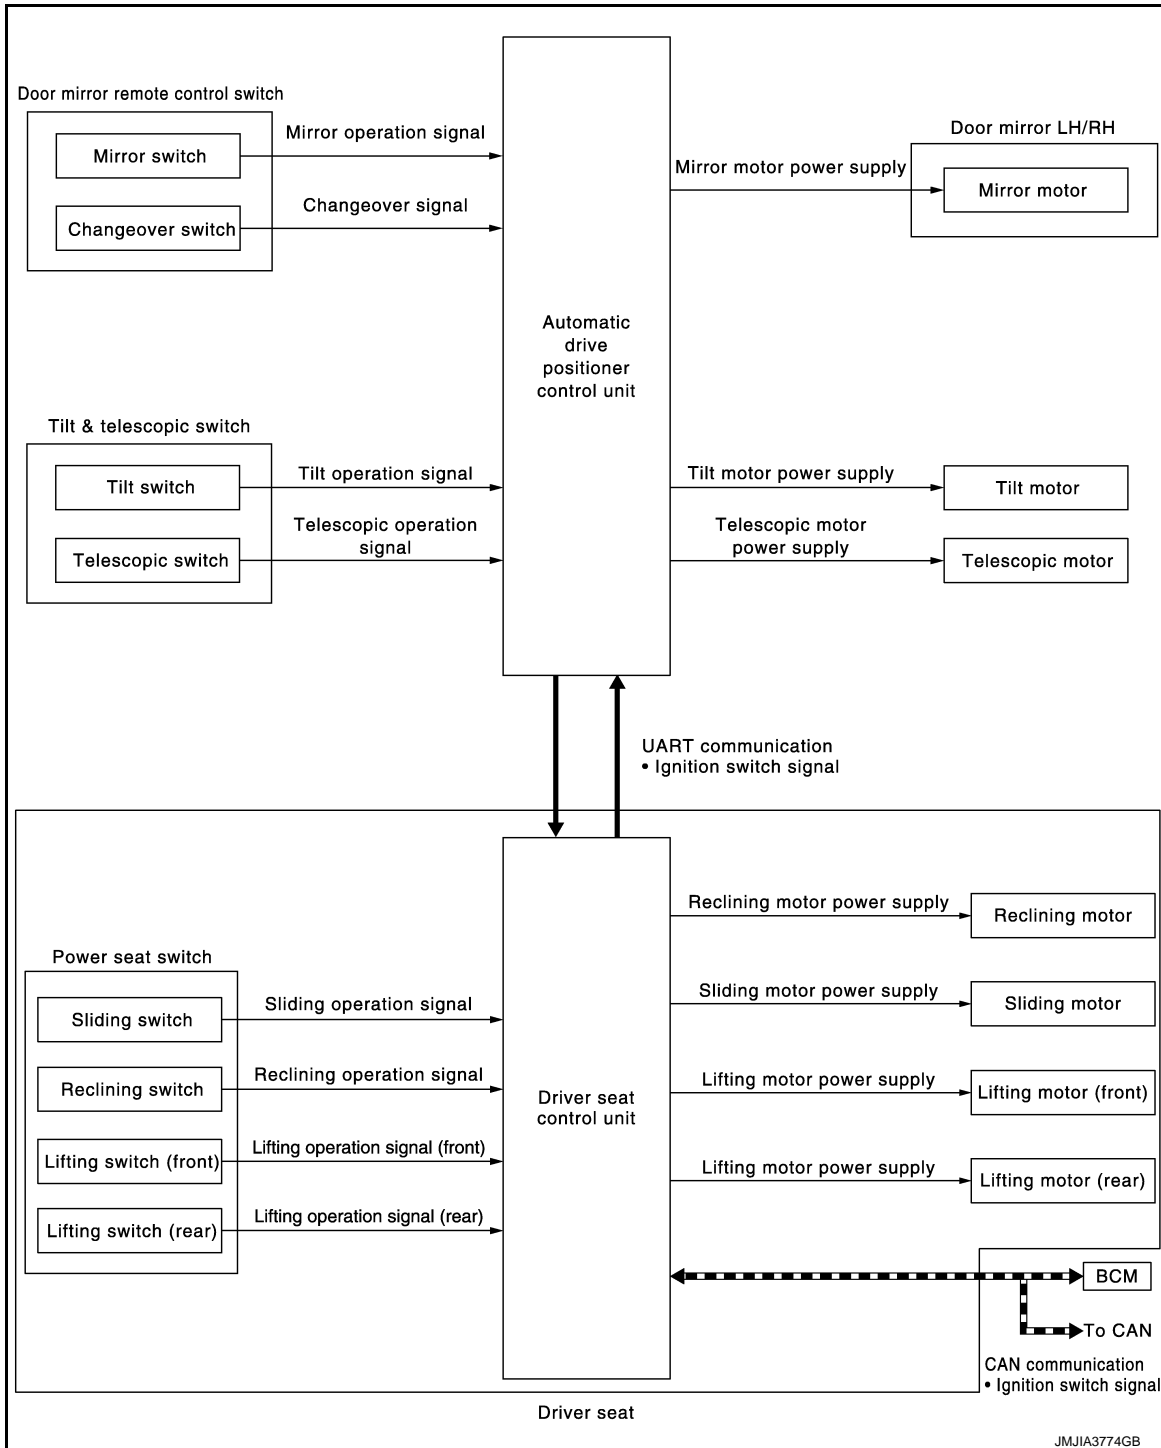 Door mirror remote control switch
Mirror switch
Mirror operation signal
Changeover switch
Changeover signal
Automatic
drive
positioner
control unit
Mirror motor power supply
Door mirror LH/RH
Mirror motor
Tilt & telescopic switch
Tilt switch
Tilt operation signal
Telescopic switch
Telescopic operation
signal
Tilt motor power supply
Tilt motor
Telescopic motor
power supply
Telescopic motor
UART communication
• Ignition switch signal
Power seat switch
Sliding switch
Sliding operation signal
Reclining switch
Reclining operation signal
Lifting switch (front)
Lifting operation signal (front)
Lifting switch (rear)
Lifting operation signal (rear)
Driver seat
control unit
Reclining motor power supply
Reclining motor
Sliding motor power supply
Sliding motor
Lifting motor power supply
Lifting motor (front)
Lifting motor power supply
Lifting motor (rear)
BCM
To CAN
CAN communication
• Ignition switch signal
Driver seat
JMJIA3774GB